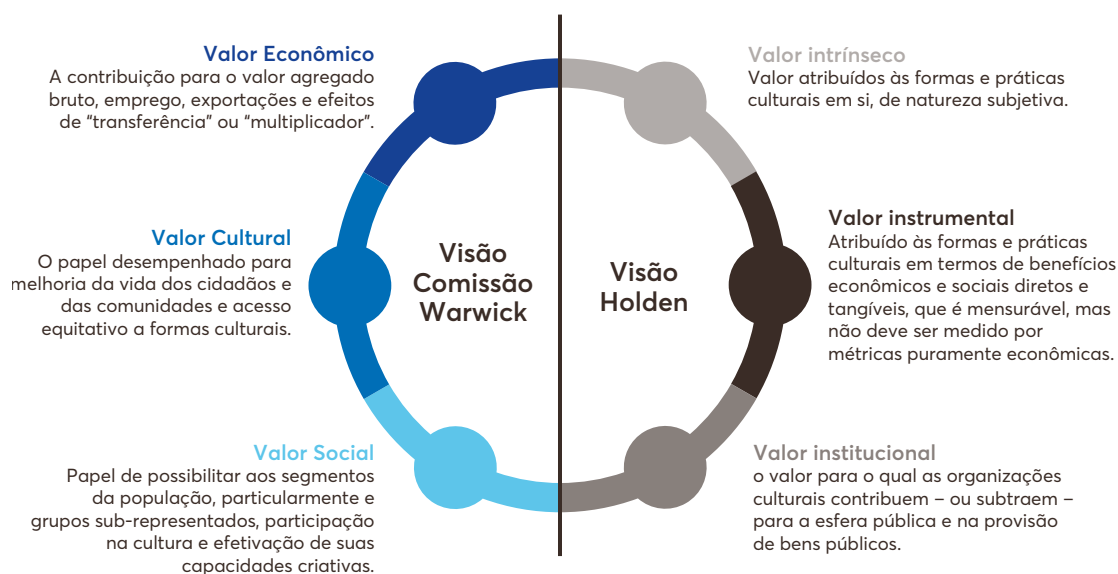 Valor Econômico
A contribuição para o valor agregado
bruto, emprego, exportações e efeitos
de “transferência” ou “multiplicador”.
Valor Cultural
O papel desempenhado para
melhoria da vida dos cidadãos e
das comunidades e acesso
equitativo a formas culturais.
Valor Social
Papel de possibilitar aos segmentos
da população, particularmente e
grupos sub-representados, participação
na cultura e efetivação de suas
capacidades criativas.
Visão
Comissão
Warwick
Visão
Holden
Valor intrínseco
Valor atribuídos às formas e práticas
culturais em si, de natureza subjetiva.
Valor instrumental
Atribuído às formas e práticas
culturais em termos de benefícios
econômicos e sociais diretos e
tangíveis, que é mensurável, mas
não deve ser medido por
métricas puramente econômicas.
Valor institucional
o valor para o qual as organizações
culturais contribuem – ou subtraem –
para a esfera pública e na provisão
de bens públicos.